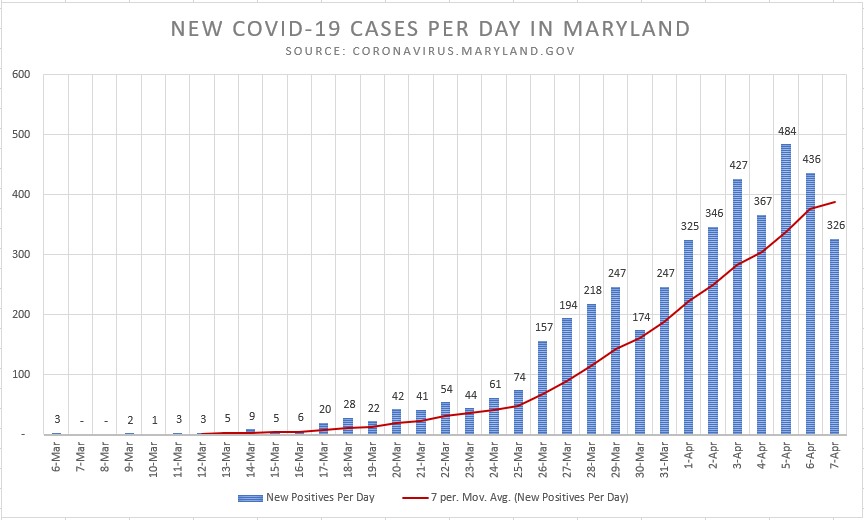 NEW COVID-19 CASES PER DAY IN MARYLAND
SOURCE: CORONAVIRUS.MARYLAND.GOV
600
500
400
300
200
100
-
3 - - 2 1 3 3 5 9 5 6 20 28 22 42 41 54 44 61 74 157 194 218 247 174 247 325 346 427 367 484 436 326
6-Mar 7-Mar 8-Mar 9-Mar 10-Mar 11-Mar 12-Mar 13-Mar 14-Mar 15-Mar 16-Mar 17-Mar 18-Mar 19-Mar 20-Mar 21-Mar 22-Mar 23-Mar 24-Mar 25-Mar 26-Mar 27-Mar 28-Mar 29-Mar 30-Mar 31-Mar 1-Apr 2-Apr 3-Apr 4-Apr 5-Apr 6-Apr 7-Apr
New Positives Per Day 7 per. Mov. Avg. (New Positives Per Day)